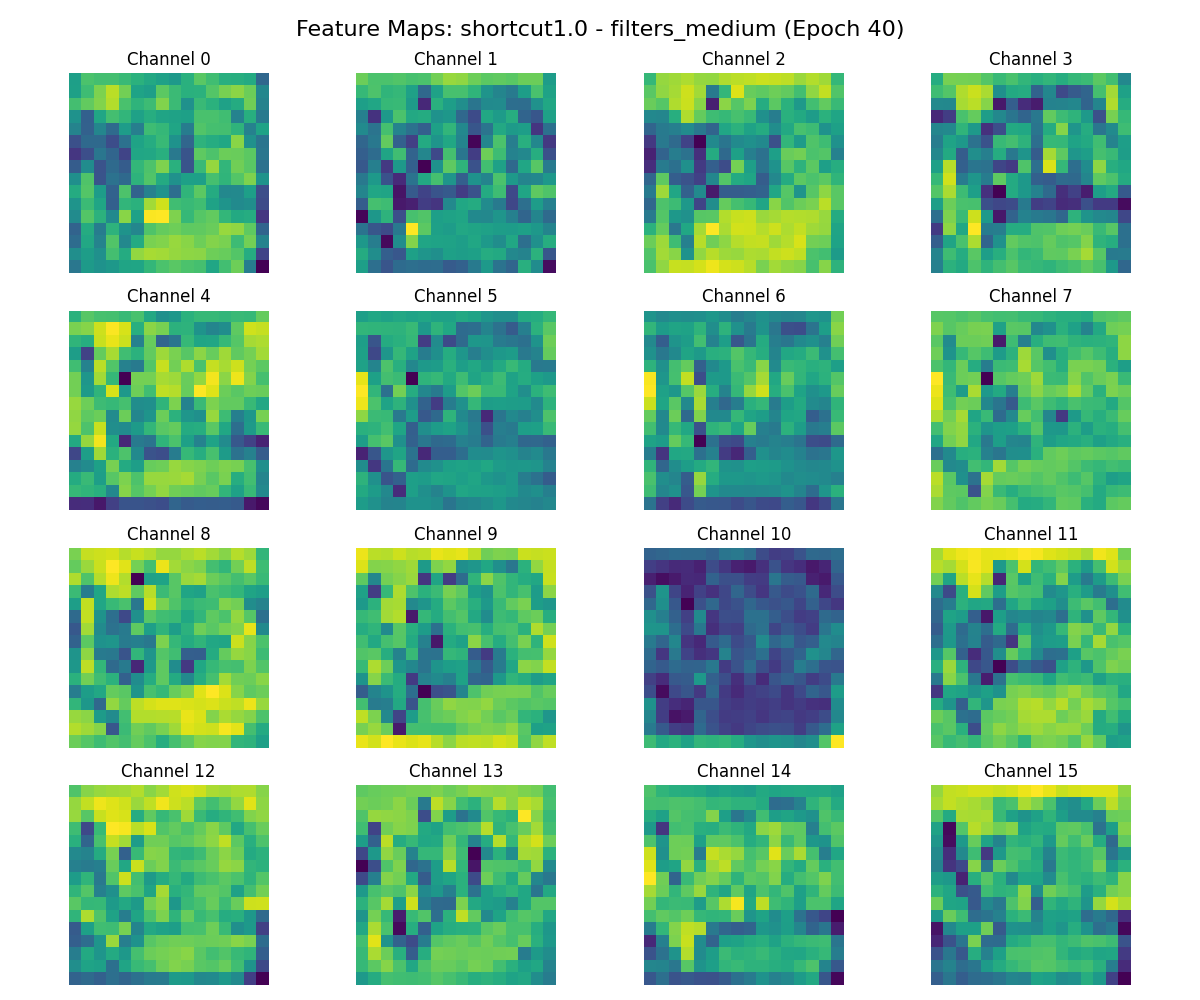 Feature Maps: shortcut1.0 - filters_medium (Epoch 40)
Channel 0
Channel 1
Channel 2
Channel 3
Channel 4
Channel 5
Channel 6
Channel 7
Channel 8
Channel 9
Channel 10
Channel 11
Channel 12
Channel 13
Channel 14
Channel 15